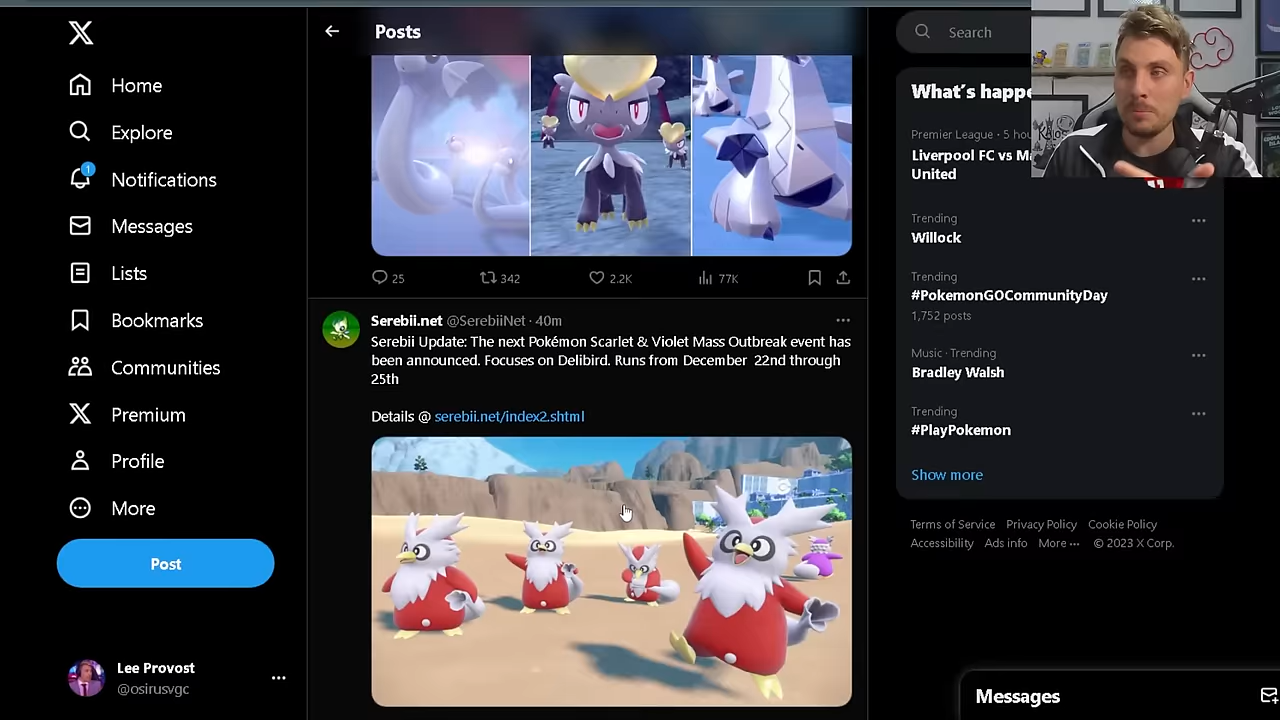 Posts
Home
Explore
1
Notifications
Messages
Lists
Bookmarks
Communities
Premium
Profile
More
Post
Lee Provost
@osirusvgc
25
342
2.2K
77K
Serebii.net @SerebiiNet · 40m
Serebii Update: The next Pokémon Scarlet & Violet Mass Outbreak event has
been announced. Focuses on Delibird. Runs from December 22nd through
25th
Details @ serebii.net/index2.shtml
Search
What's happe
Premier League · 5 hou
Liverpool FC vs Ma
United
Trending
Willock
Trending
#PokemonGOCommunityDay
1,752 posts
Music · Trending
Bradley Walsh
Trending
#PlayPokemon
Show more
Terms of Service Privacy Policy Cookie Policy
Accessibility Ads info More ··· © 2023 X Corp.
Messages